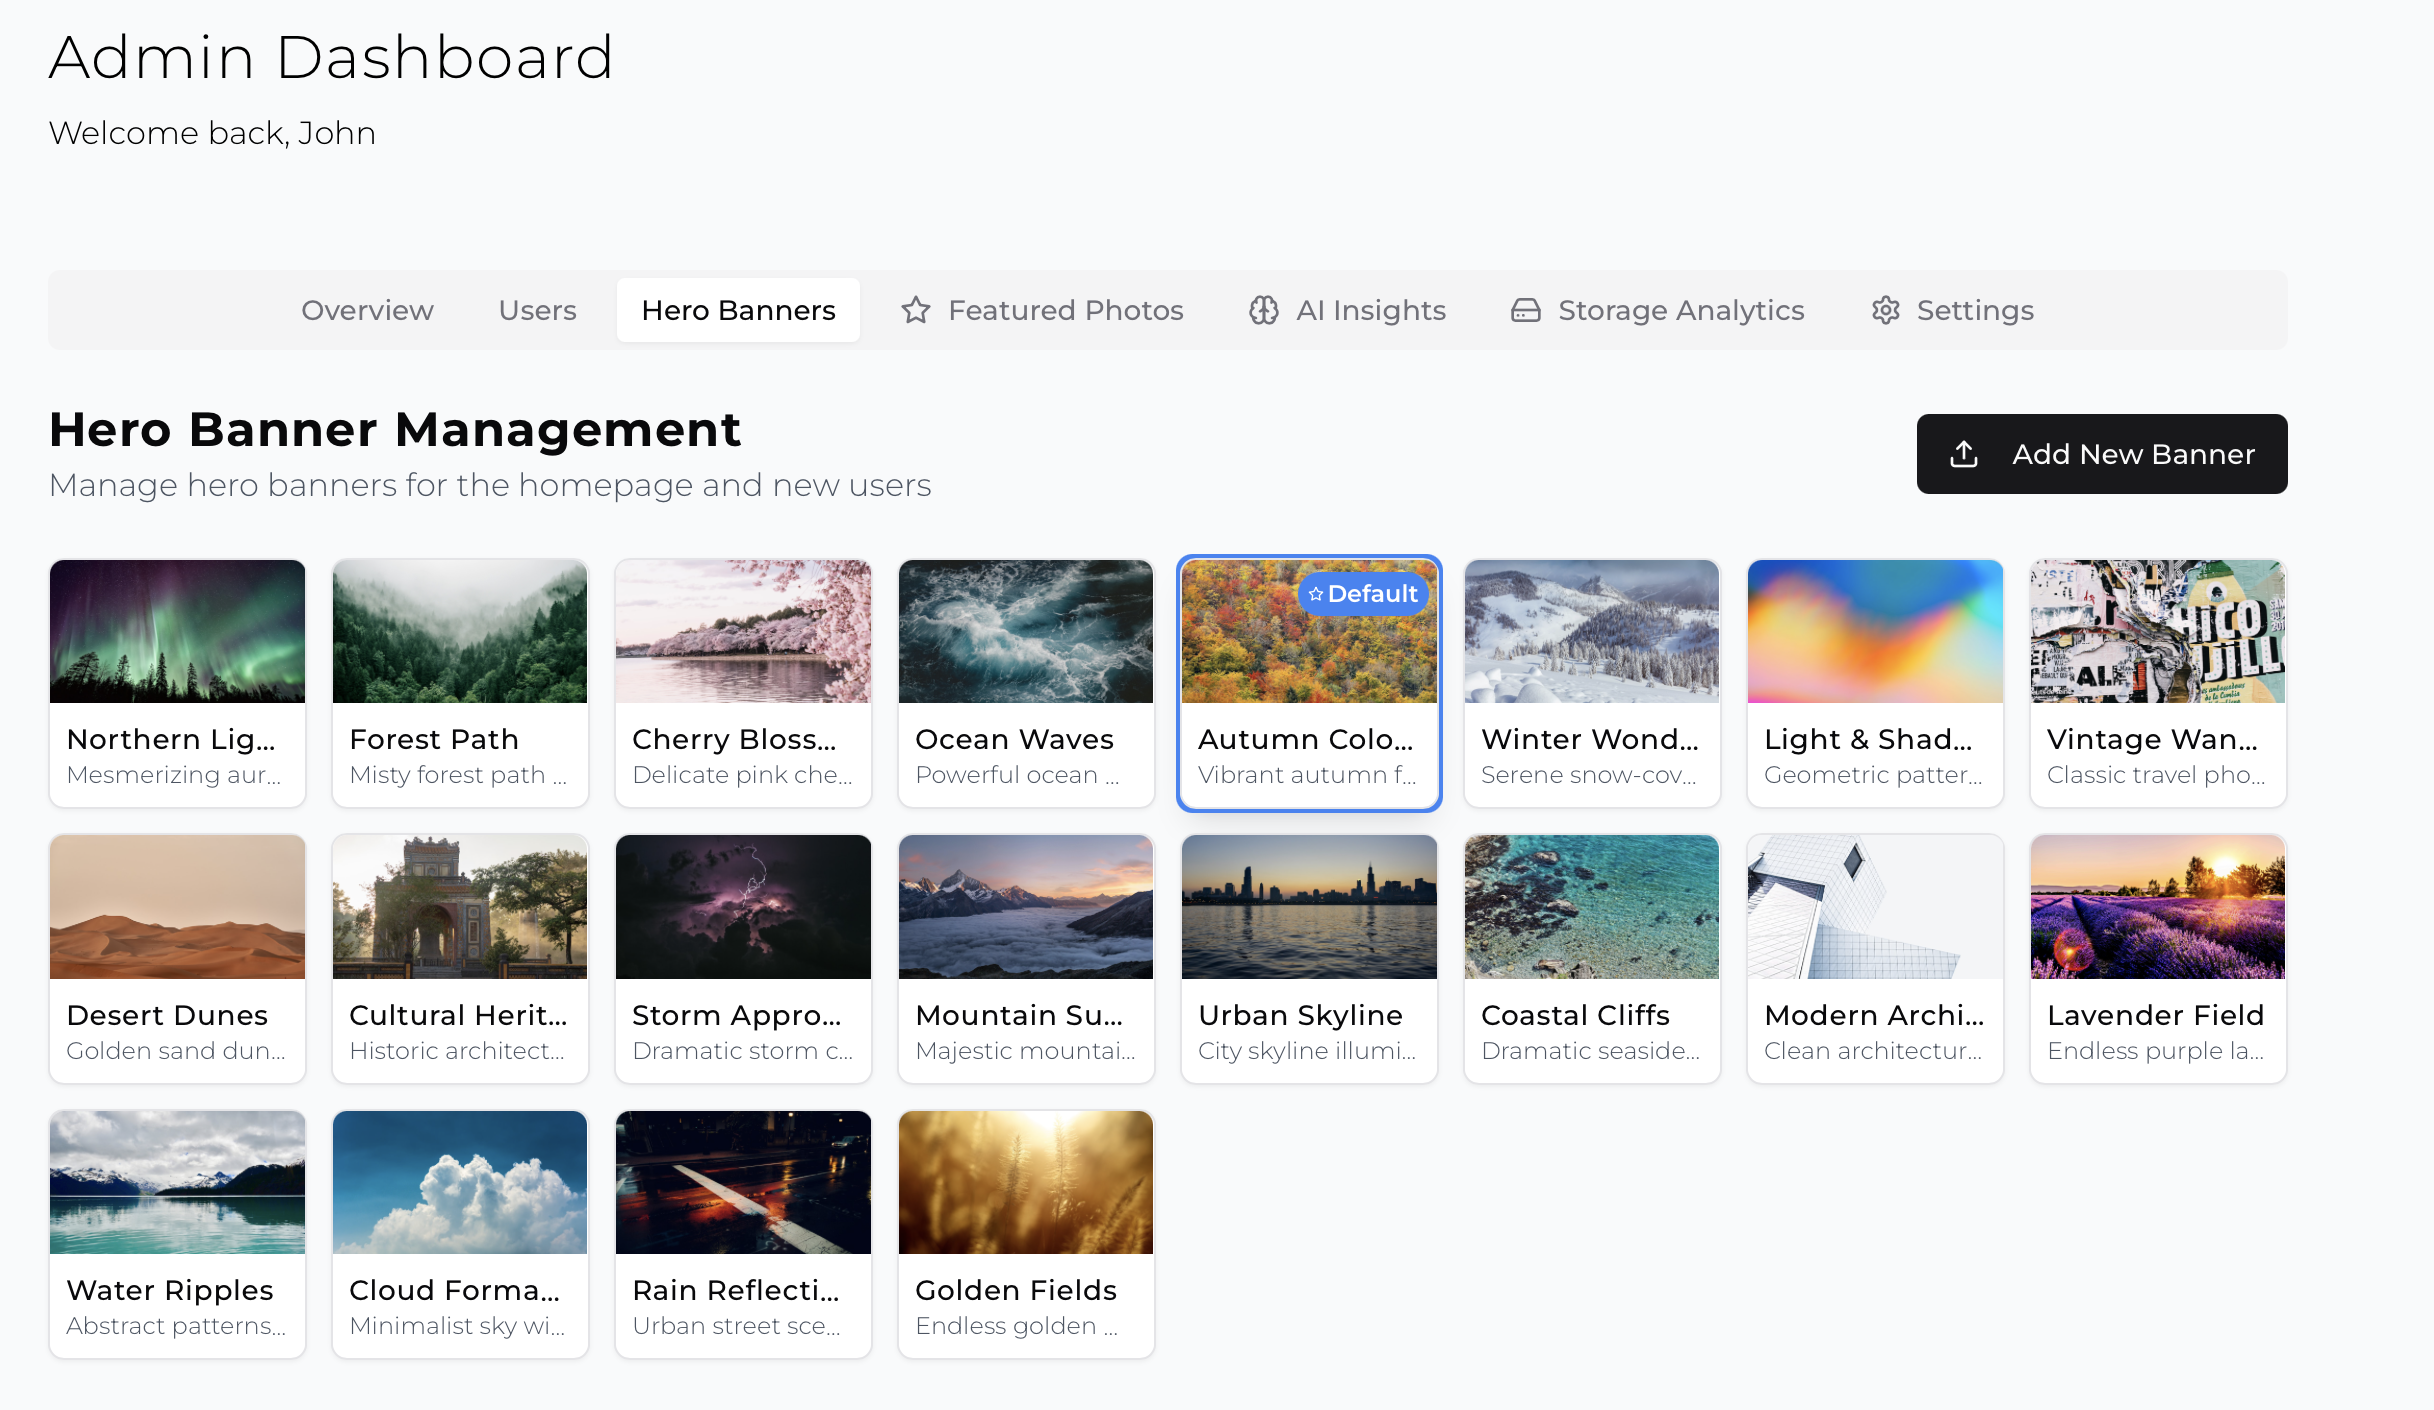 Admin Dashboard
Welcome back, John
Overview Users Hero Banners Featured Photos AI Insights Storage Analytics Settings
Hero Banner Management
Manage hero banners for the homepage and new users
Add New Banner
Default
HICO
DILL
ALE
Northern Lig...
Mesmerizing aur...
Forest Path
Misty forest path ...
Cherry Bloss...
Delicate pink che...
Ocean Waves
Powerful ocean ...
Autumn Colo...
Vibrant autumn f...
Winter Wond...
Serene snow-cov...
Light & Shad...
Geometric patter...
Vintage Wan...
Classic travel pho...
Desert Dunes
Golden sand dun...
Cultural Herit...
Historic architect...
Storm Appro...
Dramatic storm c...
Mountain Su...
Majestic mountai...
Urban Skyline
City skyline illumi...
Coastal Cliffs
Dramatic seaside...
Modern Archi...
Clean architectur...
Lavender Field
Endless purple la...
Water Ripples
Abstract patterns...
Cloud Forma...
Minimalist sky wi...
Rain Reflecti...
Urban street sce...
Golden Fields
Endless golden ...